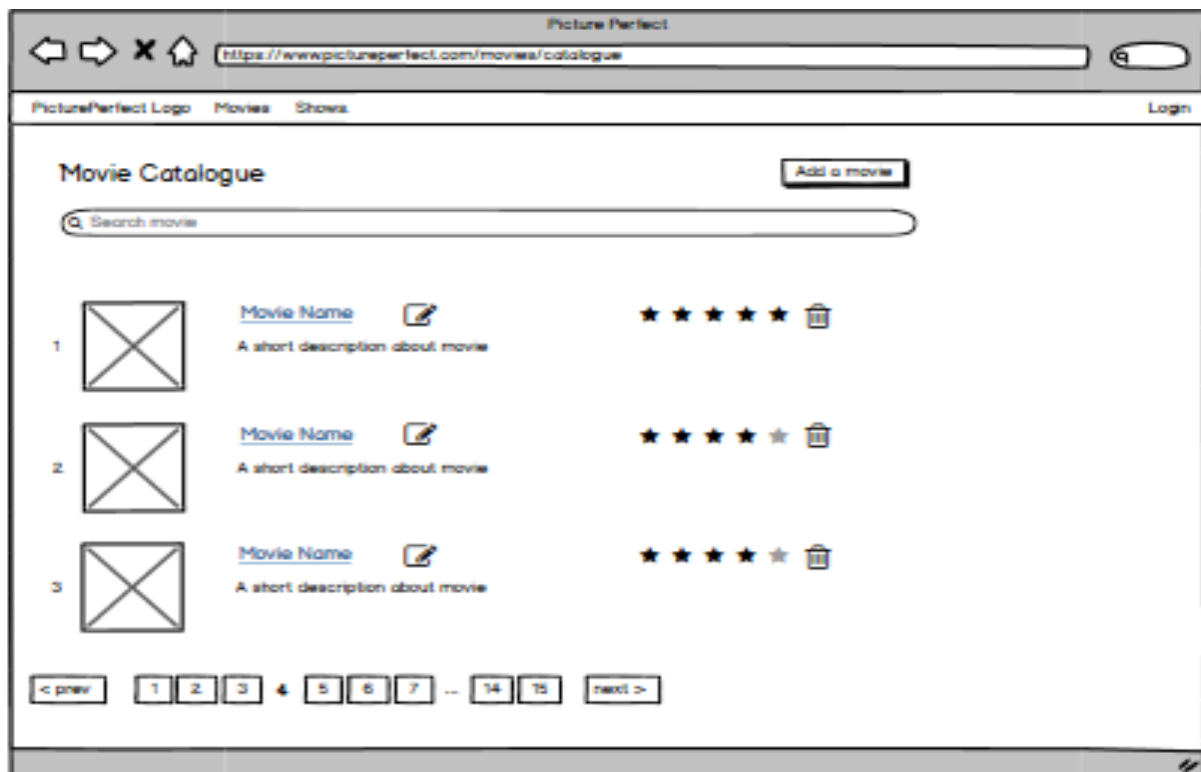 Picture Perfect
https://www.pictureperfect.com/movies/catalogue
PicturePerfect Logo Movies Shows Login
Movie Catalogue Add a movie
Search movie
Movie Name
1 A short description about movie
Movie Name
2 A short description about movie
Movie Name
3 A short description about movie
< prev 1 2 3 4 5 6 7 ... 14 15 next >